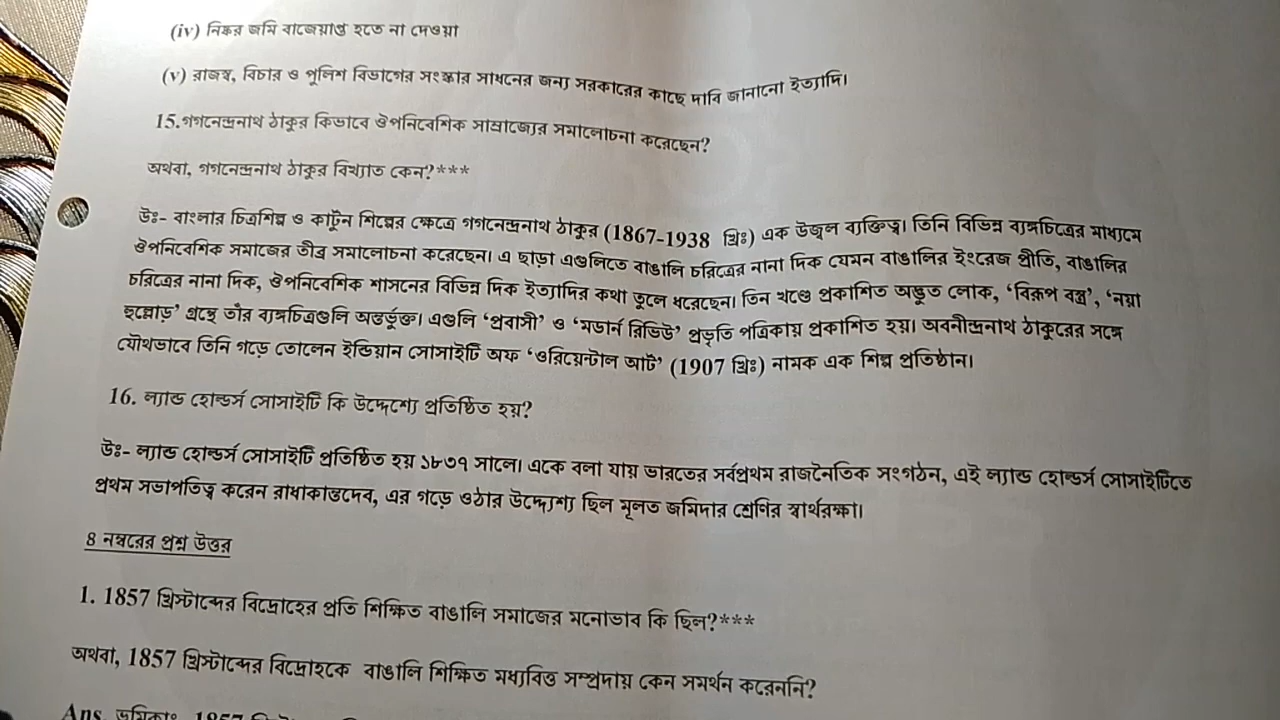 (iv) নিষ্কর জমি বাজেয়াপ্ত হতে না দেওয়া
(v) রাজস্ব, বিচার ও পুলিশ বিভাগের সংস্কার সাধনের জন্য সরকারের কাছে দাবি জানানো ইত্যাদি।
15.গগনেন্দ্রনাথ ঠাকুর কিভাবে ঔপনিবেশিক সাম্রাজ্যের সমালোচনা করেছেন?
অথবা, গগনেন্দ্রনাথ ঠাকুর বিখ্যাত কেন?***
উঃ- বাংলার চিত্রশিল্প ও কার্টুন শিল্পের ক্ষেত্রে গগনেন্দ্রনাথ ঠাকুর (1867-1938 খ্রিঃ) এক উজ্বল ব্যক্তিত্ব। তিনি বিভিন্ন ব্যঙ্গচিত্রের মাধ্যমে
ঔপনিবেশিক সমাজের তীব্র সমালোচনা করেছেন। এ ছাড়া এগুলিতে বাঙালি চরিত্রের নানা দিক যেমন বাঙালির ইংরেজ প্রীতি, বাঙালির
চরিত্রের নানা দিক, ঔপনিবেশিক শাসনের বিভিন্ন দিক ইত্যাদির কথা তুলে ধরেছেন। তিন খণ্ডে প্রকাশিত অদ্ভুত লোক, ‘বিরূপ বস্ত্র’, ‘নয়া
হুল্লোড়’ গ্রন্থে তাঁর ব্যঙ্গচিত্রগুলি অন্তর্ভুক্ত। এগুলি ‘প্রবাসী’ ও ‘মডার্ন রিভিউ’ প্রভৃতি পত্রিকায় প্রকাশিত হয়। অবনীন্দ্রনাথ ঠাকুরের সঙ্গে
যৌথভাবে তিনি গড়ে তোলেন ইন্ডিয়ান সোসাইটি অফ ‘ওরিয়েন্টাল আর্ট’ (1907 খ্রিঃ) নামক এক শিল্প প্রতিষ্ঠান।
16. ল্যান্ড হোল্ডার্স সোসাইটি কি উদ্দেশ্যে প্রতিষ্ঠিত হয়?
উঃ- ল্যান্ড হোল্ডার্স সোসাইটি প্রতিষ্ঠিত হয় ১৮৩৭ সালে। একে বলা যায় ভারতের সর্বপ্রথম রাজনৈতিক সংগঠন, এই ল্যান্ড হোল্ডার্স সোসাইটিতে
প্রথম সভাপতিত্ব করেন রাধাকান্তদেব, এর গড়ে ওঠার উদ্দ্যেশ্য ছিল মূলত জমিদার শ্রেণির স্বার্থরক্ষা।
8 নম্বরের প্রশ্ন উত্তর
1. 1857 খ্রিস্টাব্দের বিদ্রোহের প্রতি শিক্ষিত বাঙালি সমাজের মনোভাব কি ছিল?***
অথবা, 1857 খ্রিস্টাব্দের বিদ্রোহকে বাঙালি শিক্ষিত মধ্যবিত্ত সম্প্রদায় কেন সমর্থন করেননি?
Ans ভূমিকাঃ 1857